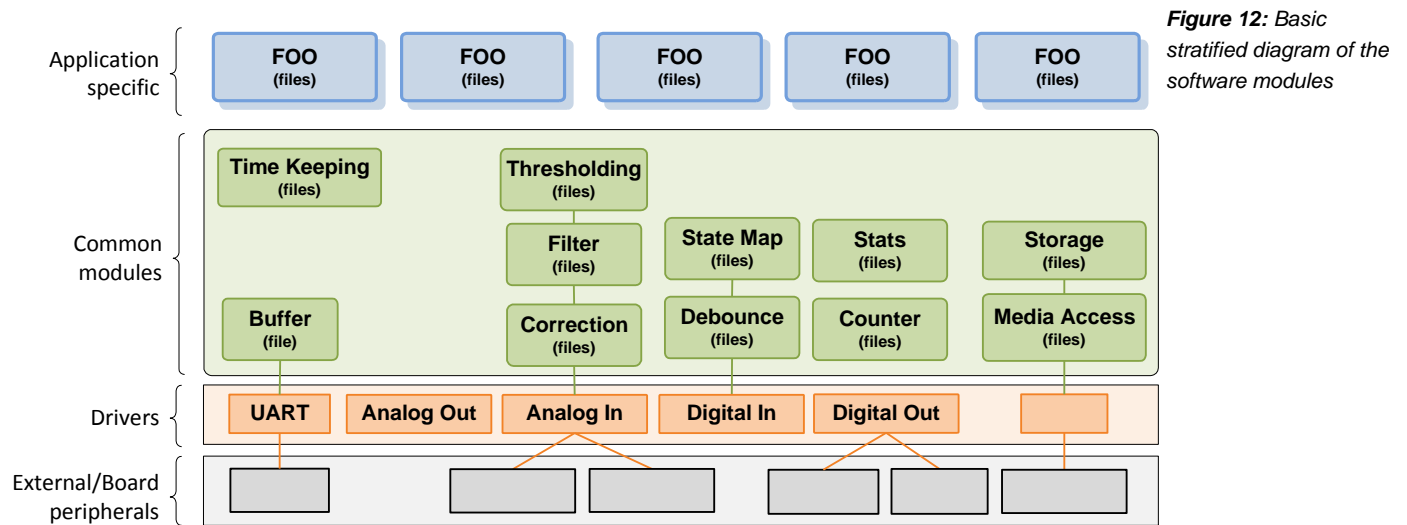 Figure 12: Basic
stratified diagram of the
software modules
Application
specific
FOO
(files)
FOO
(files)
FOO
(files)
FOO
(files)
FOO
(files)
Common
modules
Time Keeping
(files)
Thresholding
(files)
Filter
(files)
State Map
(files)
Stats
(files)
Storage
(files)
Buffer
(file)
Correction
(files)
Debounce
(files)
Counter
(files)
Media Access
(files)
Drivers
UART
Analog Out
Analog In
Digital In
Digital Out
External/Board
peripherals